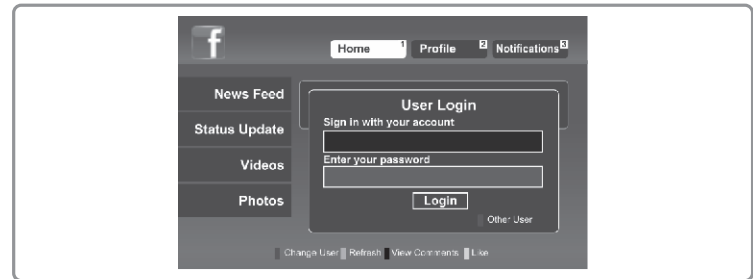 f
Home 1 Profile 2 Notifications 3
News Feed
Status Update
Videos
Photos
User Login
Sign in with your account
Enter your password
Login
Other User
Change User Refrash View Comments Like